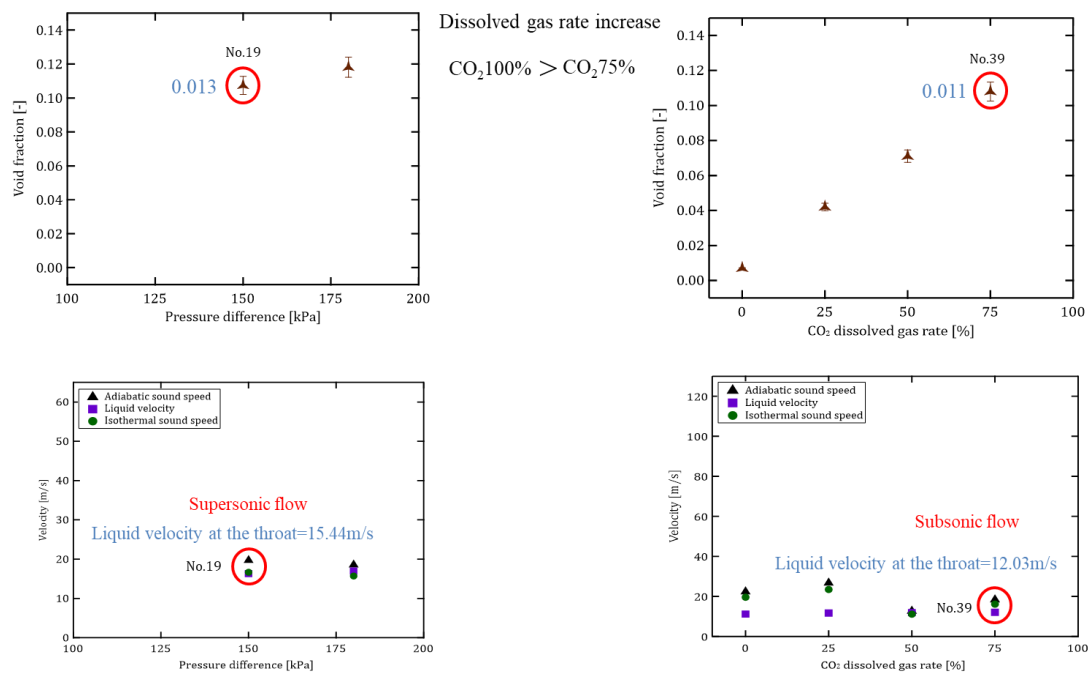 Dissolved gas rate increase
CO₂100% > CO₂75%
0.14
0.12
0.10
0.08
0.06
0.04
0.02
0.00
Void fraction [-]
No.19
0.013
100
125
150
175
200
Pressure difference [kPa]
0.14
0.12
0.10
0.08
0.06
0.04
0.02
0.00
Void fraction [-]
No.39
0.011
0
25
50
75
100
CO₂ dissolved gas rate [%]
Adiabatic sound speed
Liquid velocity
Isothermal sound speed
60
50
40
30
20
10
0
Velocity [m/s]
Supersonic flow
Liquid velocity at the throat=15.44m/s
No.19
100
125
150
175
200
Pressure difference [kPa]
Adiabatic sound speed
Liquid velocity
Isothermal sound speed
120
100
80
60
40
20
0
Velocity [m/s]
Subsonic flow
Liquid velocity at the throat=12.03m/s
No.39
0
25
50
75
100
CO₂ dissolved gas rate [%]